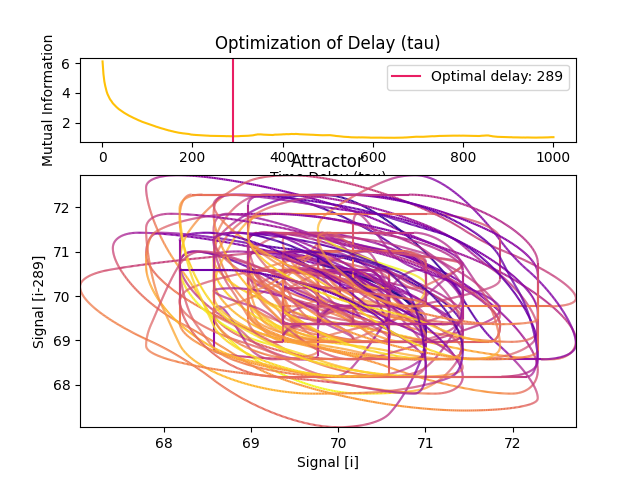 Optimization of Delay (tau)
6
4
2
Mutual Information
Optimal delay: 289
0 200 400 600 800 1000
Time Delay (tau)
Attractor
72
71
70
69
68
Signal [i-289]
68 69 70 71 72
Signal [i]